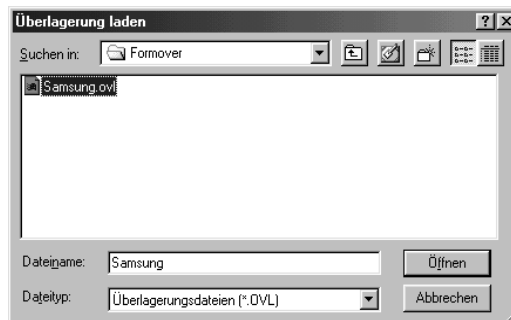 Überlagerung laden
Suchen in: Formover
Samsung.ovl
Dateiname: Samsung Öffnen
Dateityp: Überlagerungsdateien (*.OVL) Abbrechen